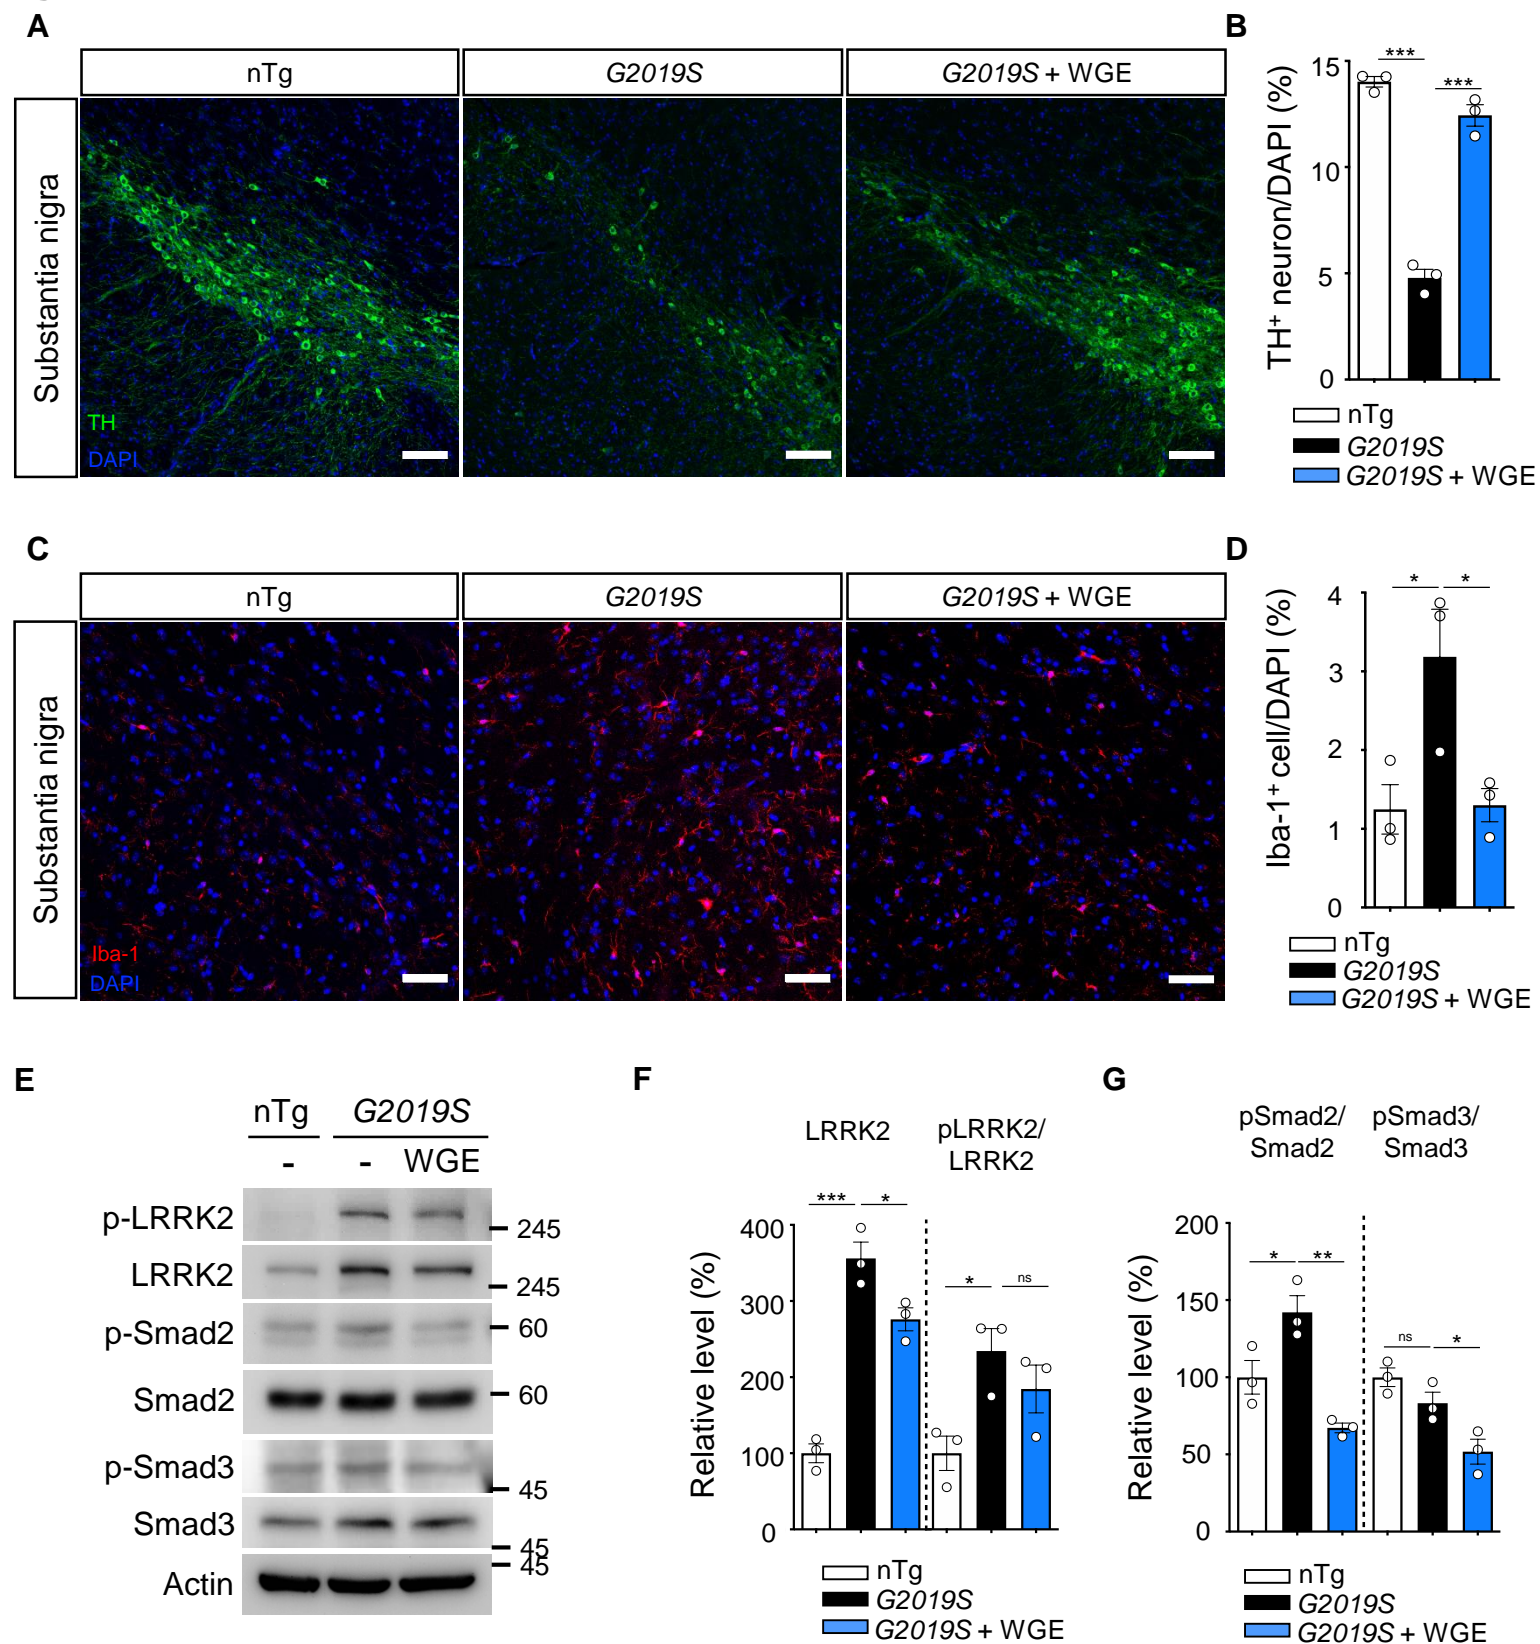 A
B
nTg
G2019S
G2019S + WGE
Substantia nigra
TH
DAPI
***
***
15
10
5
0
TH⁺ neuron/DAPI (%)
nTg
G2019S
G2019S + WGE
C
D
nTg
G2019S
G2019S + WGE
Substantia nigra
Iba-1
DAPI
*
*
4
3
2
1
0
Iba-1⁺ cell/DAPI (%)
nTg
G2019S
G2019S + WGE
E
nTg
G2019S
-
-
WGE
p-LRRK2
245
LRRK2
245
p-Smad2
60
Smad2
60
p-Smad3
45
Smad3
45
45
Actin
F
LRRK2
pLRRK2/
LRRK2
***
*
*
ns
400
300
200
100
0
Relative level (%)
nTg
G2019S
G2019S + WGE
G
pSmad2/
Smad2
pSmad3/
Smad3
*
**
ns
*
200
150
100
50
0
Relative level (%)
nTg
G2019S
G2019S + WGE